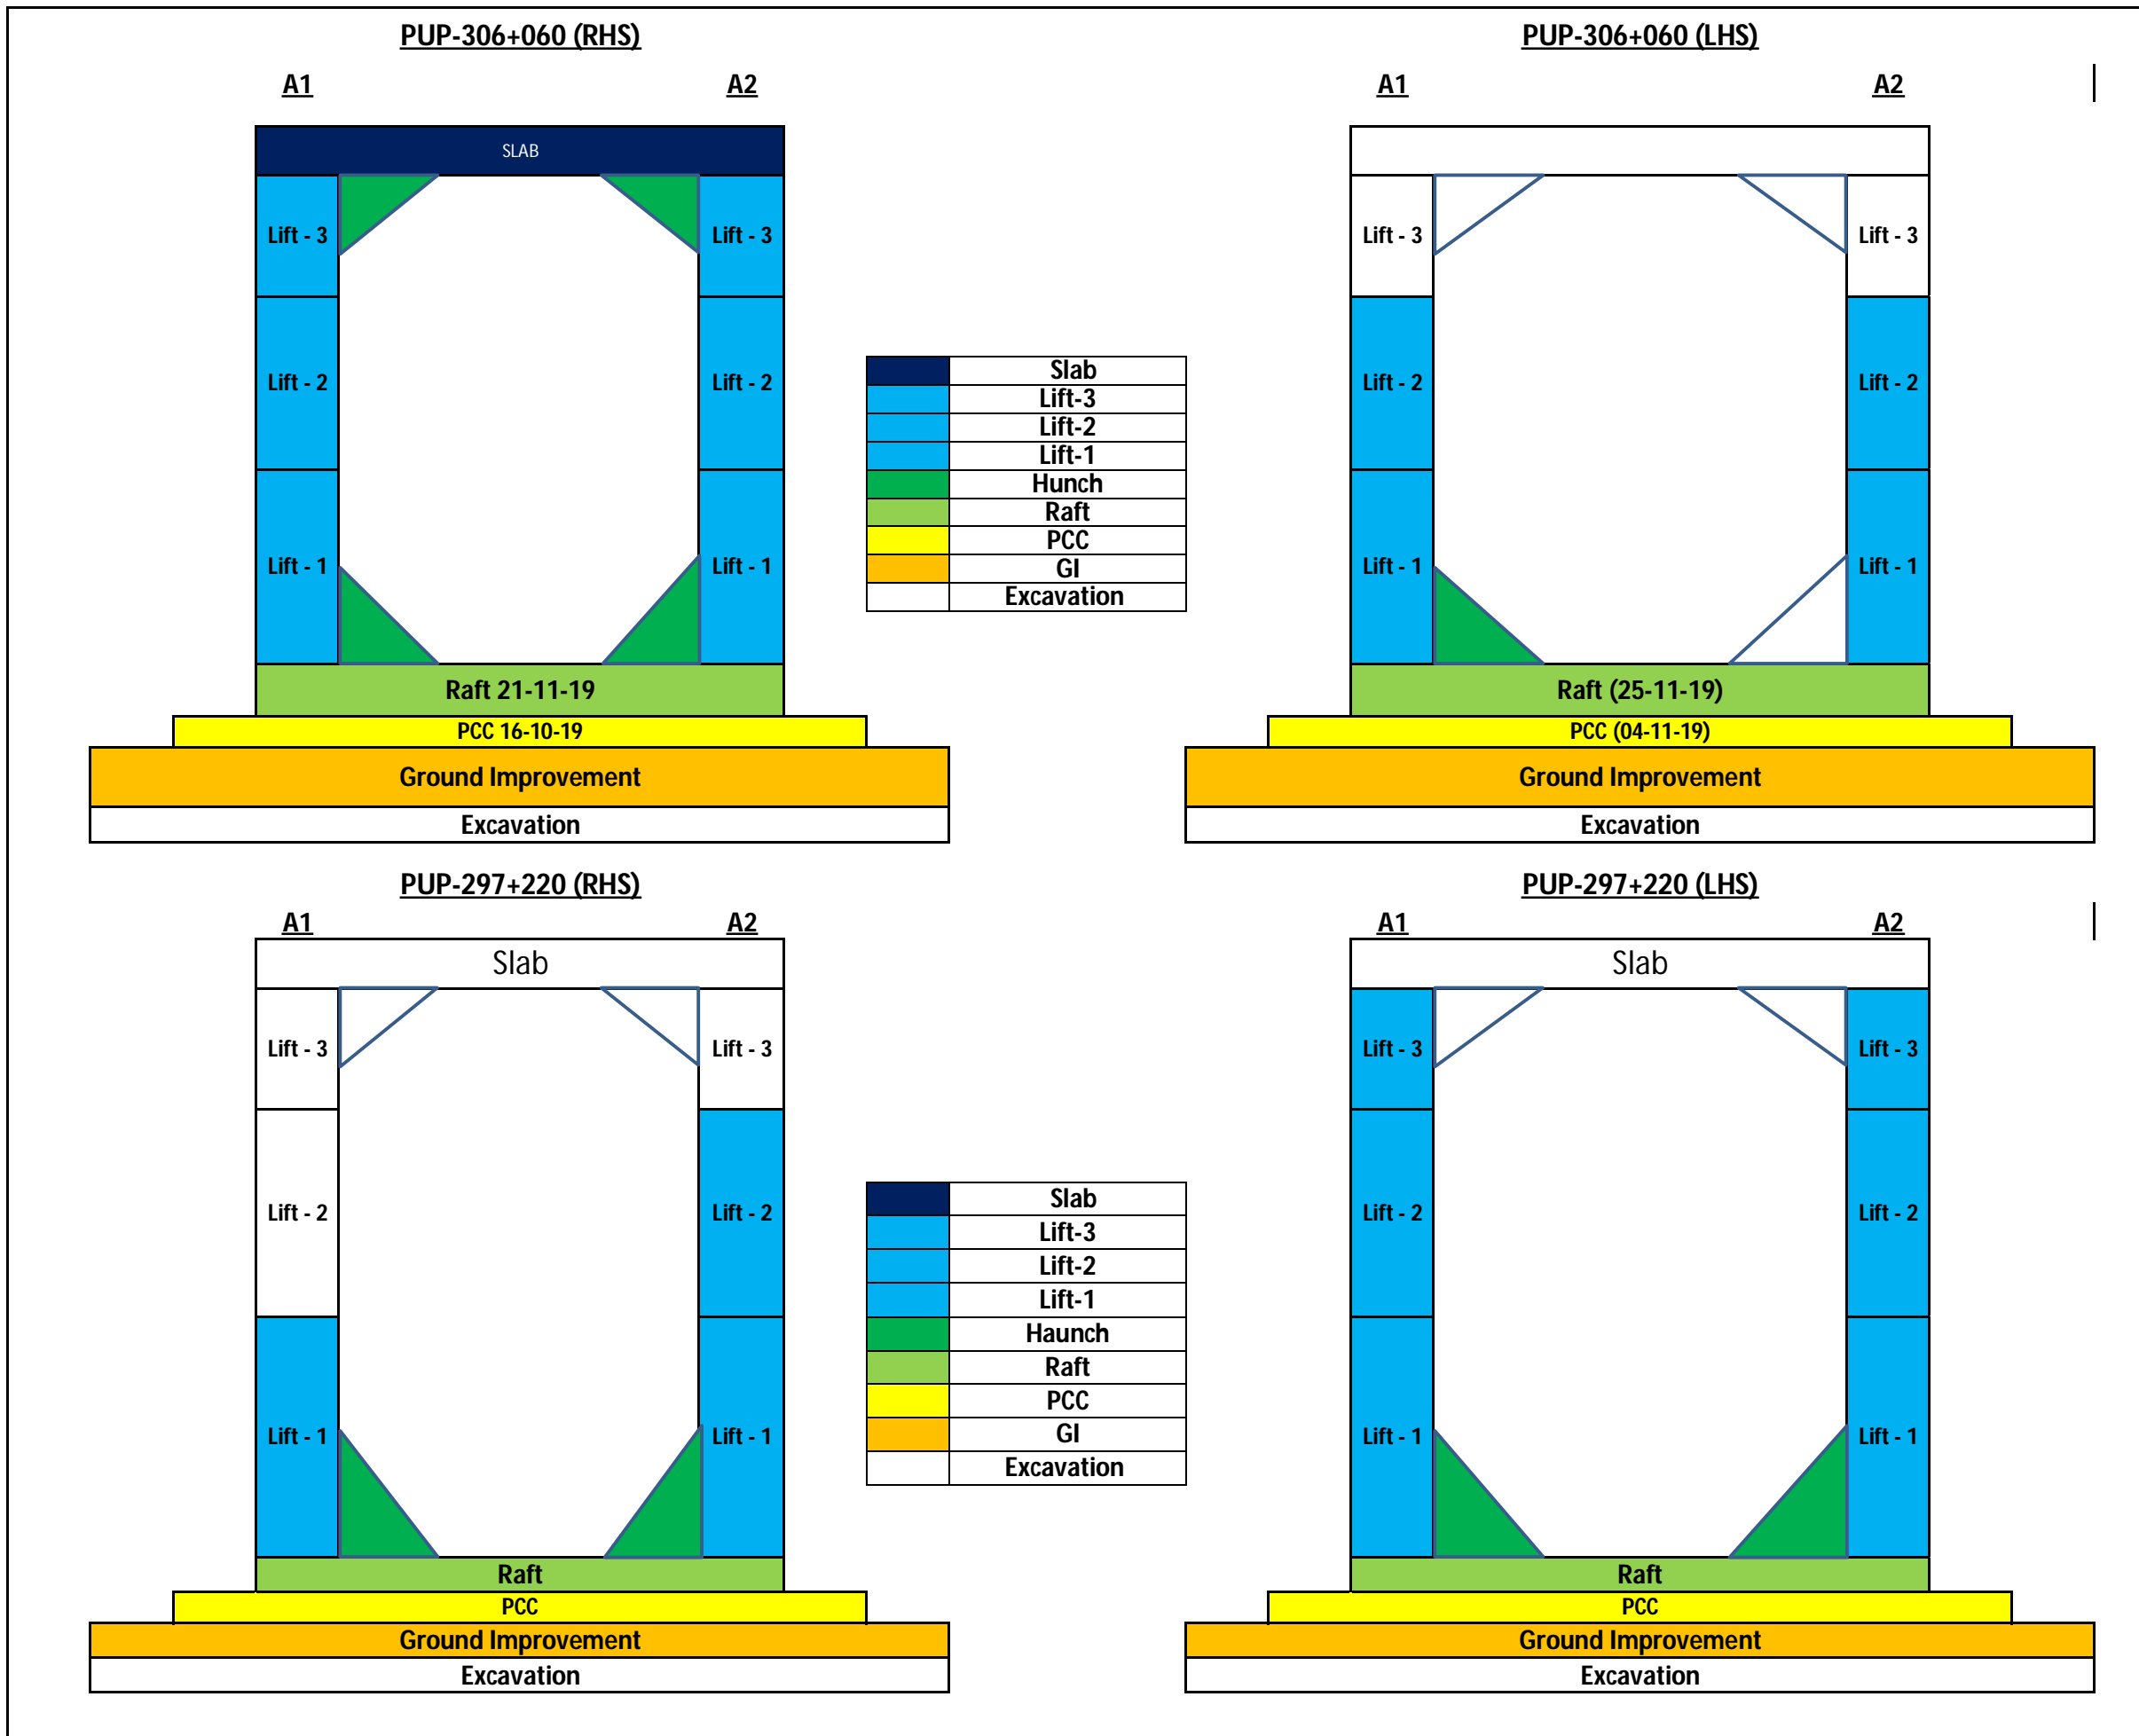 PUP-306+060 (RHS)
A1 A2
SLAB
Lift - 3 Lift - 3
Lift - 2 Lift - 2
Lift - 1 Lift - 1
Raft 21-11-19
PCC 16-10-19
Ground Improvement
Excavation
Slab
Lift-3
Lift-2
Lift-1
Hunch
Raft
PCC
GI
Excavation
PUP-306+060 (LHS)
A1 A2
Lift - 3 Lift - 3
Lift - 2 Lift - 2
Lift - 1 Lift - 1
Raft (25-11-19)
PCC (04-11-19)
Ground Improvement
Excavation
PUP-297+220 (RHS)
A1 A2
Slab
Lift - 3 Lift - 3
Lift - 2 Lift - 2
Lift - 1 Lift - 1
Raft
PCC
Ground Improvement
Excavation
Slab
Lift-3
Lift-2
Lift-1
Haunch
Raft
PCC
GI
Excavation
PUP-297+220 (LHS)
A1 A2
Slab
Lift - 3 Lift - 3
Lift - 2 Lift - 2
Lift - 1 Lift - 1
Raft
PCC
Ground Improvement
Excavation